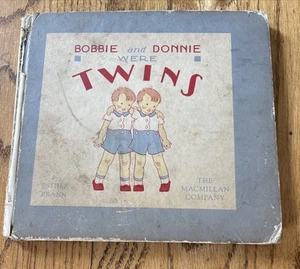 BOBBIE and DONNIE
WERE
TWINS
ESTHER
BRANN
THE
MACMILLAN
COMPANY